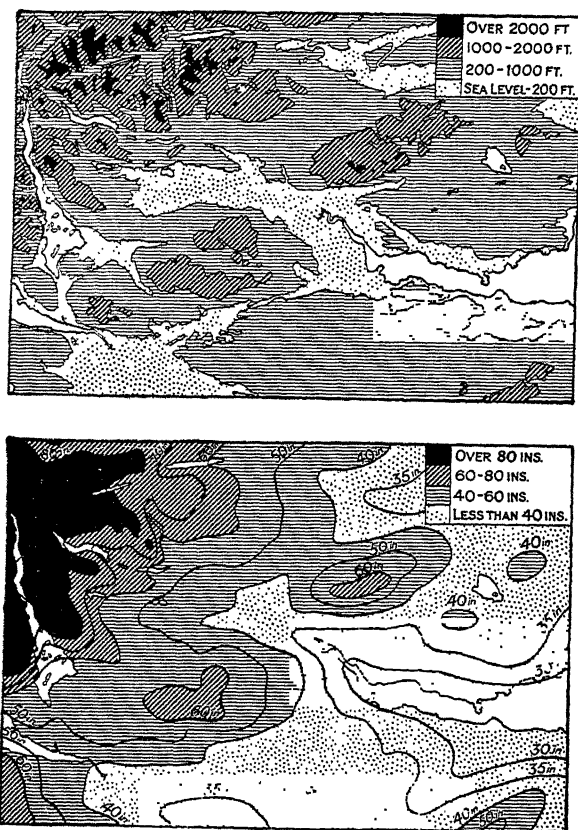 OVER 2000 FT
1000-2000 FT.
200-1000 FT.
SEA LEVEL-200 FT.
OVER 80 INS.
60-80 INS.
40-60 INS.
LESS THAN 40 INS.
50in
40in
35in
50in.
60in
40in
40in
35in
35
30in
35in
40in
35
40